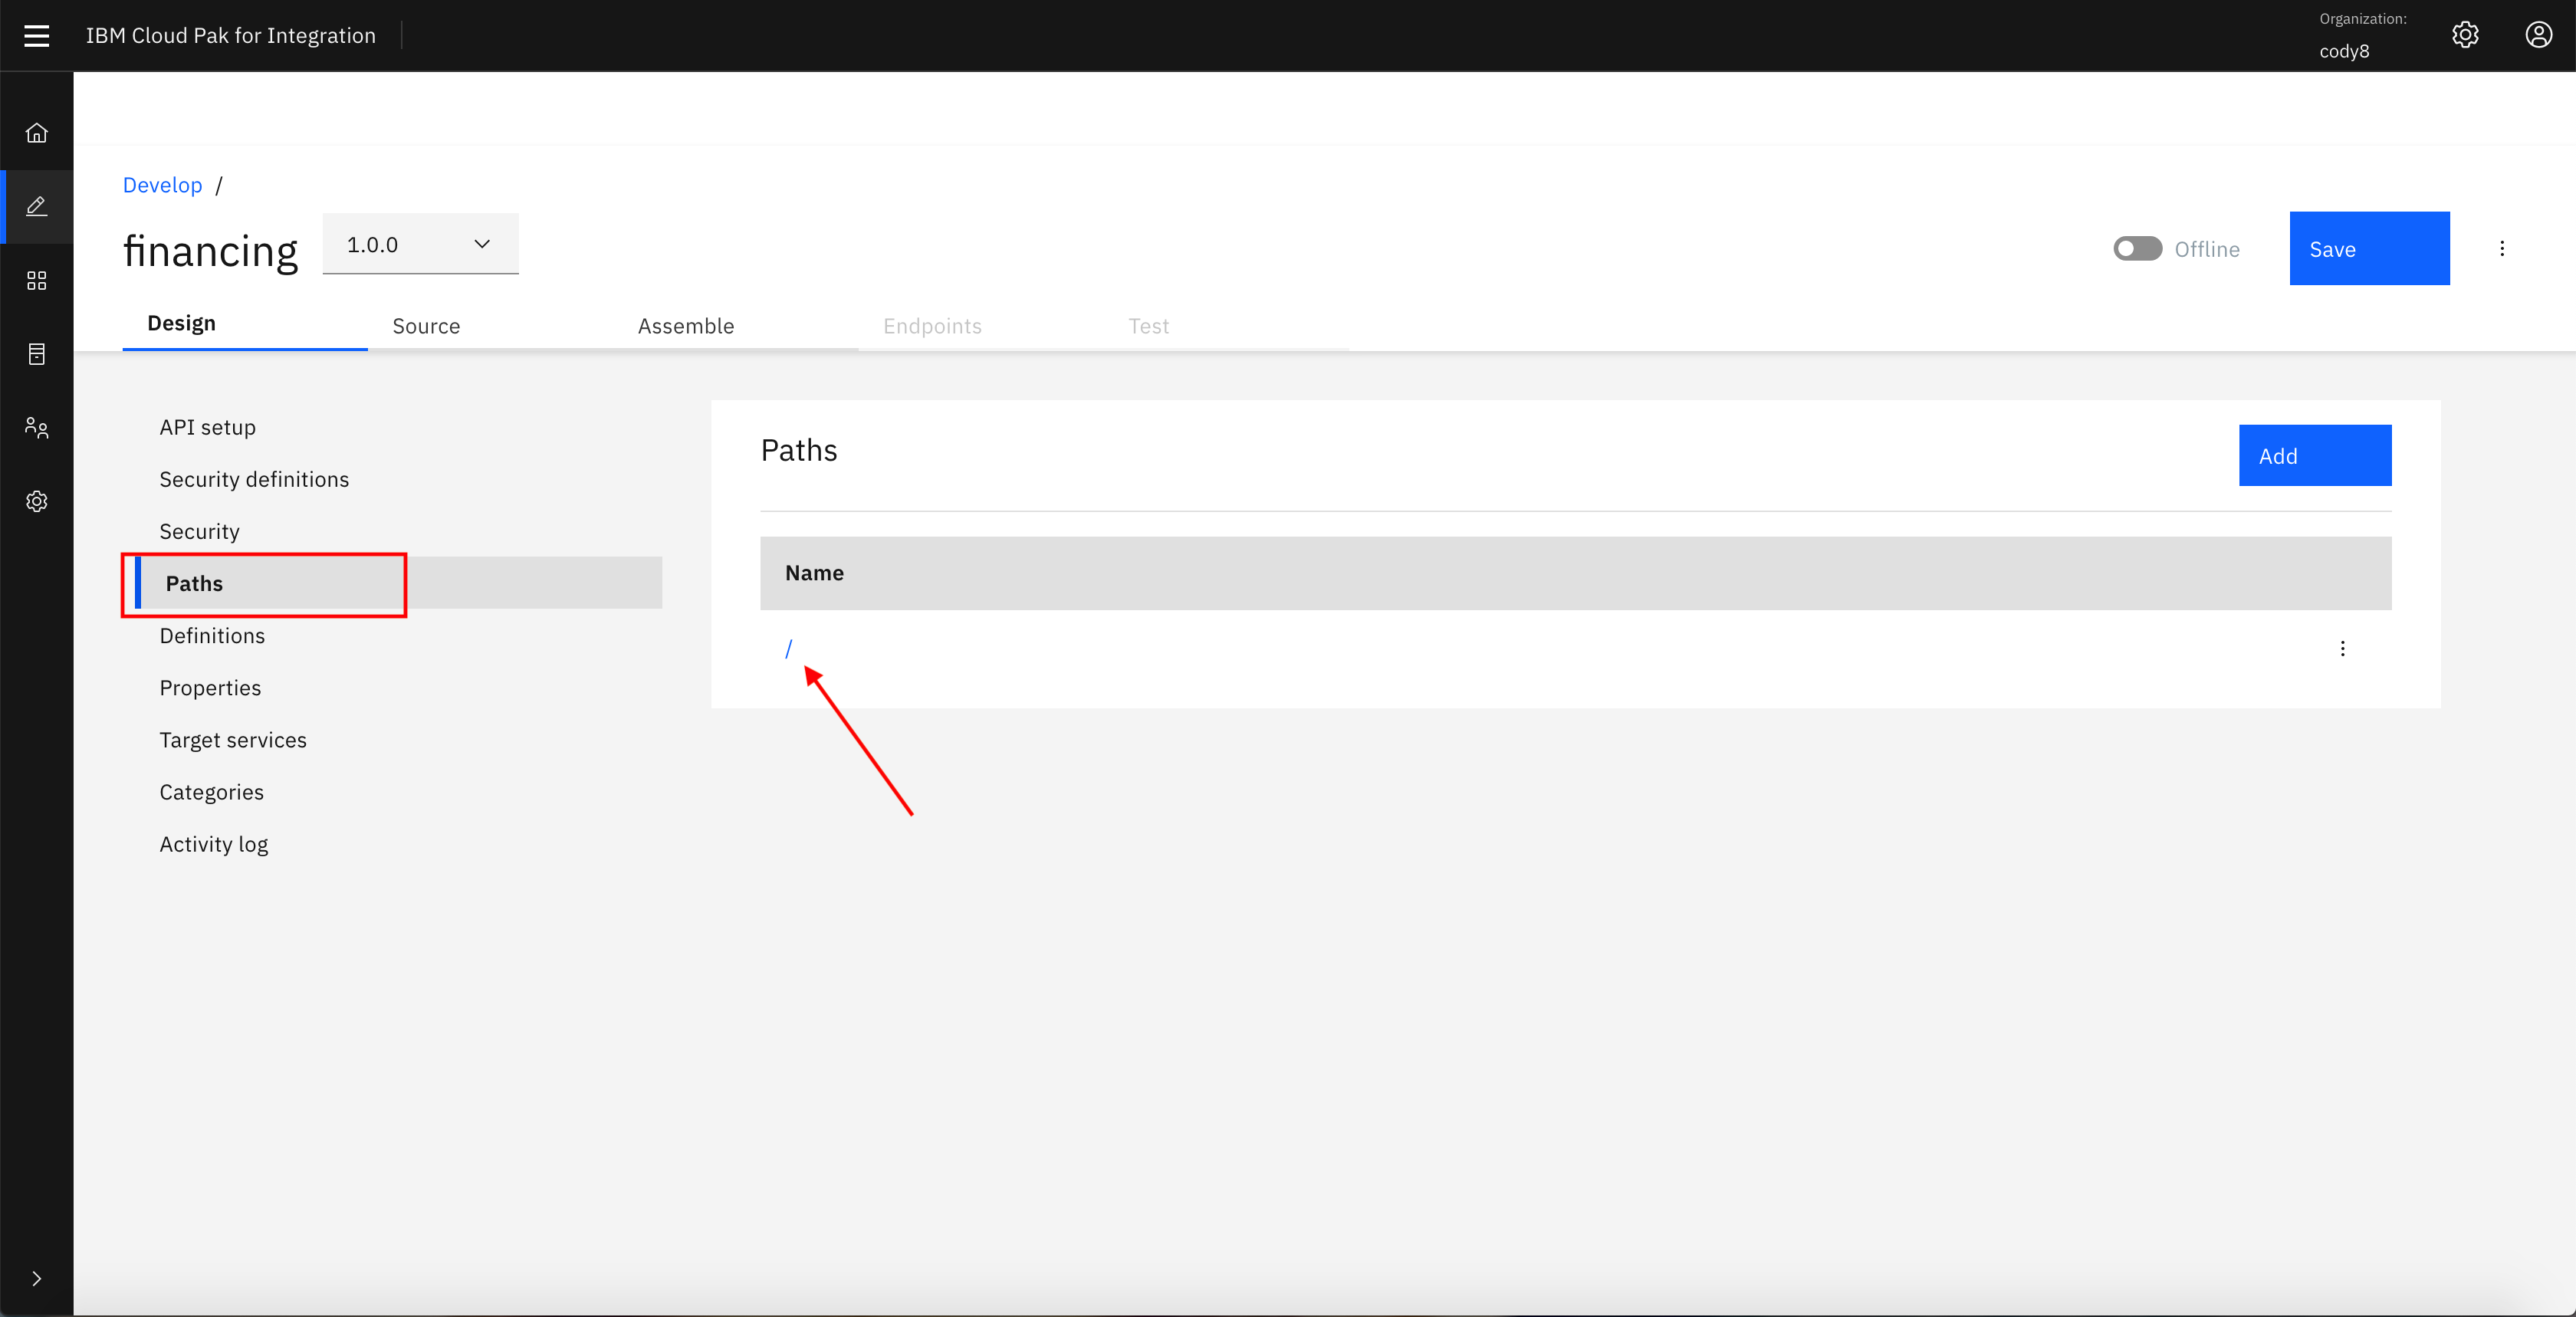 IBM Cloud Pak for Integration
Organization:
cody8
Develop /
financing
1.0.0
Offline
Save
Design
Source
Assemble
Endpoints
Test
API setup
Security definitions
Security
Paths
Definitions
Properties
Target services
Categories
Activity log
Paths
Add
Name
/